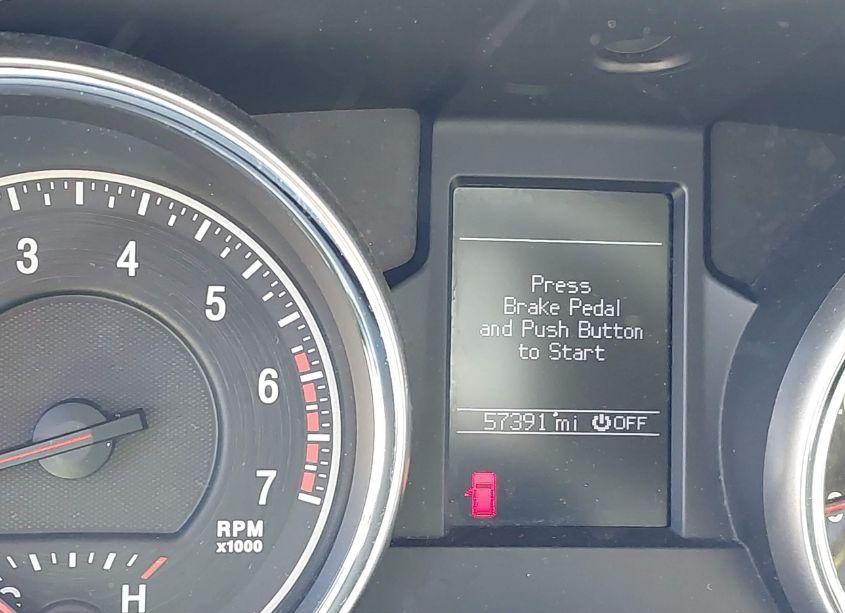 3
4
5
6
7
RPM
x1000
C
H
Press
Brake Pedal
and Push Button
to Start
57391 mi OFF